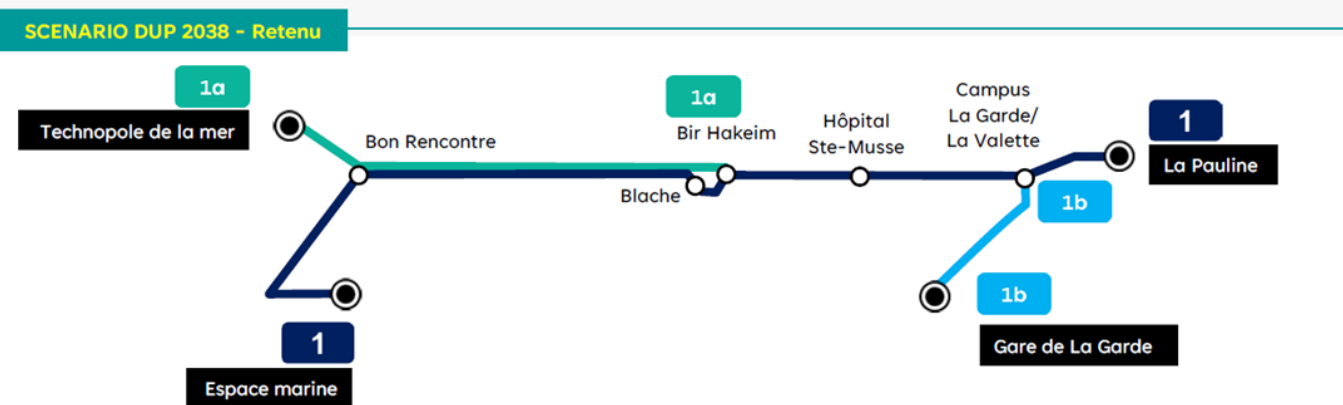 SCENARIO DUP 2038 - Retenu
1a
Technopole de la mer
Bon Rencontre
1a
Bir Hakeim
Blache
Hôpital
Ste-Musse
Campus
La Garde/
La Valette
1
La Pauline
1b
1b
Gare de La Garde
1
Espace marine